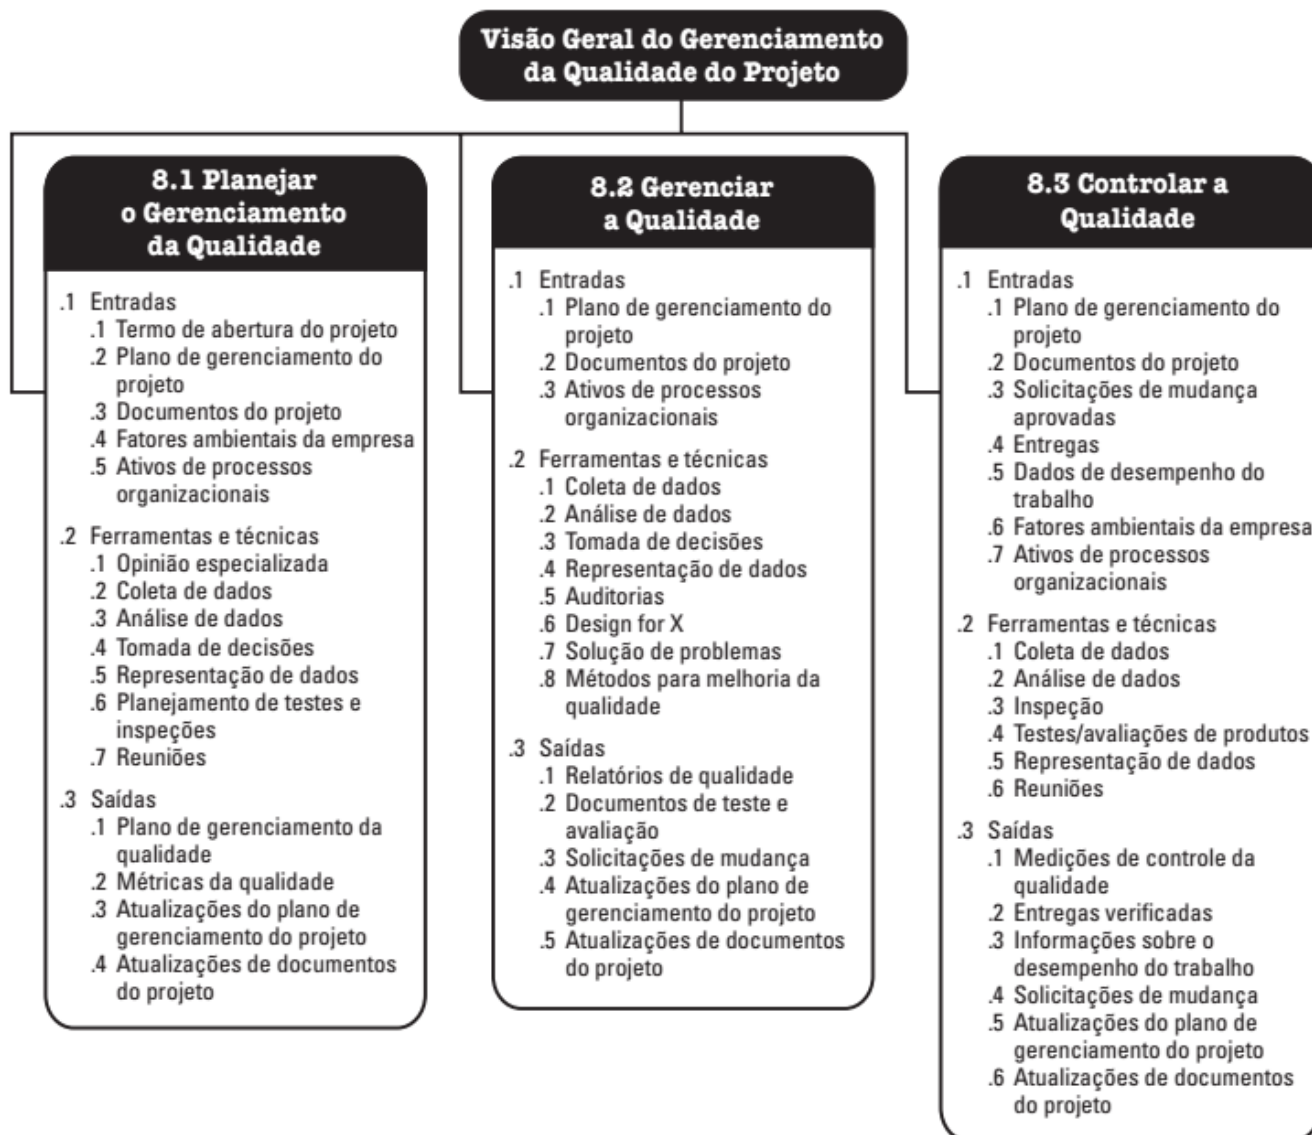 Visão Geral do Gerenciamento
da Qualidade do Projeto
8.1 Planejar
o Gerenciamento
da Qualidade
.1 Entradas
.1 Termo de abertura do projeto
.2 Plano de gerenciamento do
projeto
.3 Documentos do projeto
.4 Fatores ambientais da empresa
.5 Ativos de processos
organizacionais
.2 Ferramentas e técnicas
.1 Opinião especializada
.2 Coleta de dados
.3 Análise de dados
.4 Tomada de decisões
.5 Representação de dados
.6 Planejamento de testes e
inspeções
.7 Reuniões
.3 Saídas
.1 Plano de gerenciamento da
qualidade
.2 Métricas da qualidade
.3 Atualizações do plano de
gerenciamento do projeto
.4 Atualizações de documentos
do projeto
8.2 Gerenciar
a Qualidade
.1 Entradas
.1 Plano de gerenciamento do
projeto
.2 Documentos do projeto
.3 Ativos de processos
organizacionais
.2 Ferramentas e técnicas
.1 Coleta de dados
.2 Análise de dados
.3 Tomada de decisões
.4 Representação de dados
.5 Auditorias
.6 Design for X
.7 Solução de problemas
.8 Métodos para melhoria da
qualidade
.3 Saídas
.1 Relatórios de qualidade
.2 Documentos de teste e
avaliação
.3 Solicitações de mudança
.4 Atualizações do plano de
gerenciamento do projeto
.5 Atualizações de documentos
do projeto
8.3 Controlar a
Qualidade
.1 Entradas
.1 Plano de gerenciamento do
projeto
.2 Documentos do projeto
.3 Solicitações de mudança
aprovadas
.4 Entregas
.5 Dados de desempenho do
trabalho
.6 Fatores ambientais da empresa
.7 Ativos de processos
organizacionais
.2 Ferramentas e técnicas
.1 Coleta de dados
.2 Análise de dados
.3 Inspeção
.4 Testes/avaliações de produtos
.5 Representação de dados
.6 Reuniões
.3 Saídas
.1 Medições de controle da
qualidade
.2 Entregas verificadas
.3 Informações sobre o
desempenho do trabalho
.4 Solicitações de mudança
.5 Atualizações do plano de
gerenciamento do projeto
.6 Atualizações de documentos
do projeto